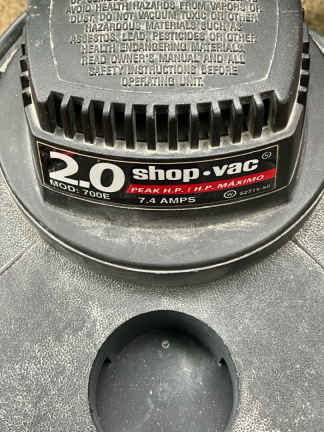 HEALTH HAZARDS FROM VAPORS OR
DUST, DO NOT VACUUM TOXIC OR OTHER
HAZARDOUS MATERIALS SUCH AS
ASBESTOS, LEAD, PESTICIDES OR OTHER
HEALTH ENDANGERING MATERIALS.
READ OWNER'S MANUAL AND ALL
SAFETY INSTRUCTIONS BEFORE
OPERATING UNIT.
2.0 shop·vac®
PEAK H.P. / H.P. MÁXIMO
MOD: 700E
7.4 AMPS